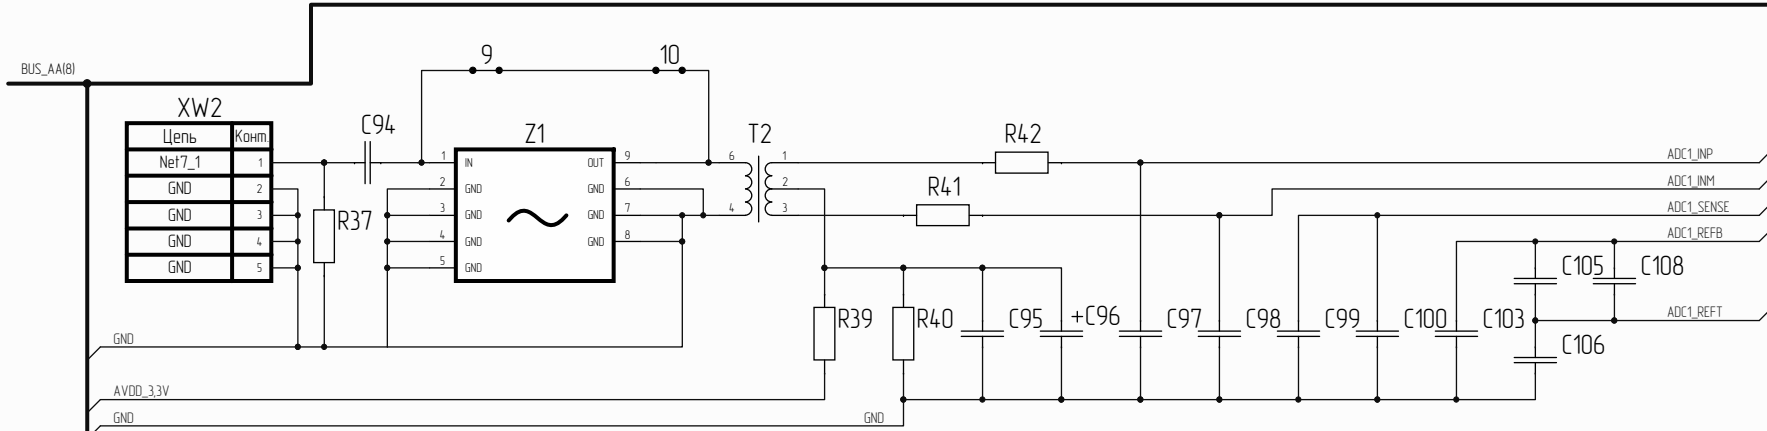 BUS_AA(8)
9
10
XW2
Цепь Конт.
Net7_1 1
GND 2
GND 3
GND 4
GND 5
C94
R37
Z1
1 IN OUT 9
2 GND GND 6
3 GND GND 7
4 GND GND 8
5 GND
T2
6 1
2
4 3
R42
R41
ADC1_INP
ADC1_INM
ADC1_SENSE
ADC1_REFB
C105 C108
R39 R40 C95 +C96 C97 C98 C99 C100 C103
ADC1_REFT
C106
GND
AVDD_3,3V
GND GND